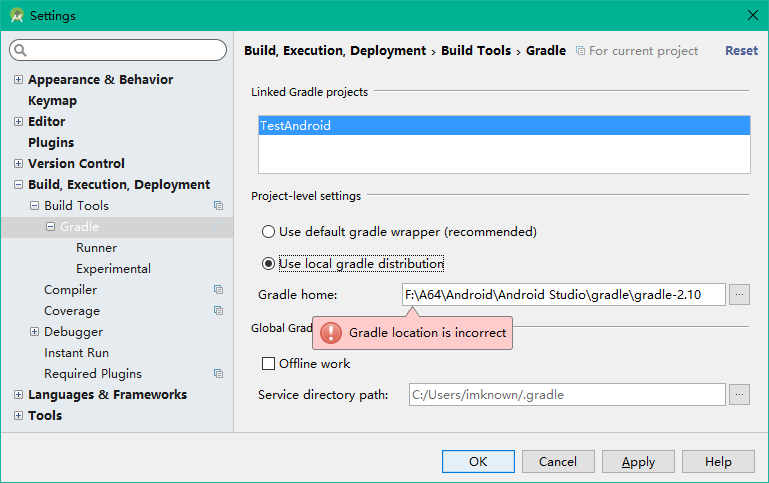 Settings
Build, Execution, Deployment › Build Tools › Gradle For current project Reset
Appearance & Behavior
Keymap
Editor
Plugins
Version Control
Build, Execution, Deployment
Build Tools
Gradle
Runner
Experimental
Compiler
Coverage
Debugger
Instant Run
Required Plugins
Languages & Frameworks
Tools
Linked Gradle projects
TestAndroid
Project-level settings
Use default gradle wrapper (recommended)
Use local gradle distribution
Gradle home: F:\A64\Android\Android Studio\gradle\gradle-2.10 ...
Global Grad
Gradle location is incorrect
Offline work
Service directory path: C:/Users/imknown/.gradle ...
OK Cancel Apply Help